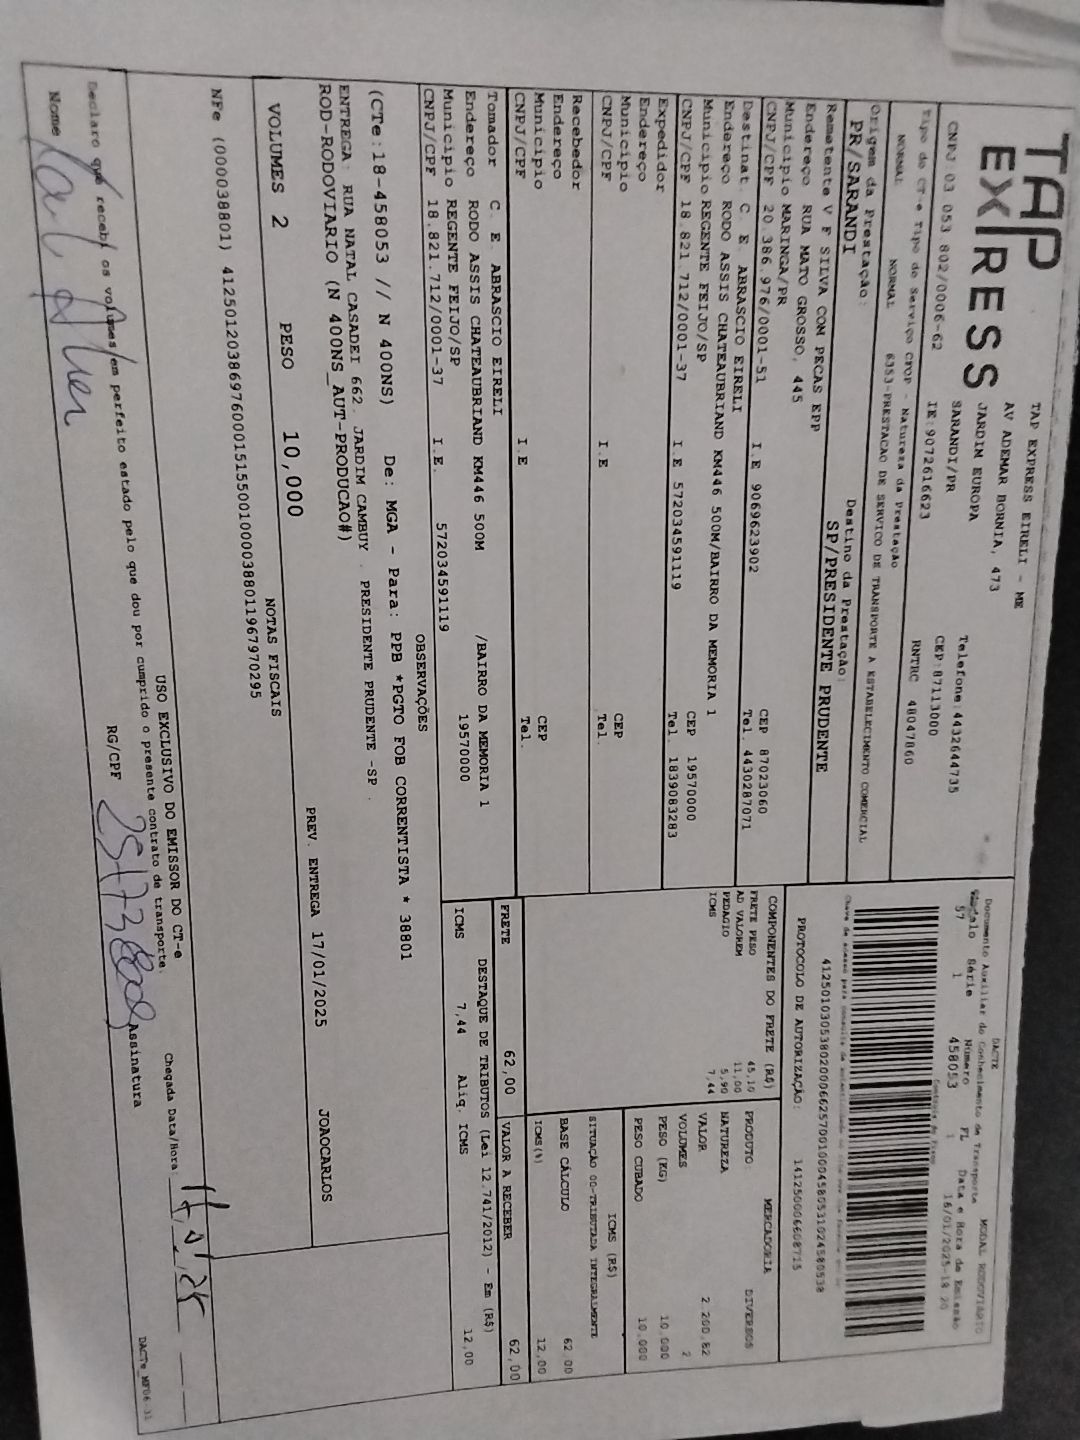 TAP
EXPRESS
TAP EXPRESS EIRELI - ME
AV ADEMAR BORNIA, 473
JARDIM EUROPA
SARANDI/PR
Telefone: 4432644735
CEP: 87113000
CNPJ: 03 053 802/0006-62
IE: 9072616623
RNTRC 48047860
Tipo do CT-e Tipo do Serviço CFOP - Natureza da Prestação
NORMAL NORMAL 6353-PRESTACAO DE SERVICO DE TRANSPORTE A ESTABELECIMENTO COMERCIAL
Origem da Prestação:
PR/SARANDI
Destino da Prestação:
SP/PRESIDENTE PRUDENTE
Remetente V F SILVA COM PECAS EPP
Endereço RUA MATO GROSSO, 445
Municipio MARINGA/PR CEP 87023060
CNPJ/CPF 20.386.976/0001-51 I.E 9069623902 Tel. 4430287071
Destinat. C. E ABRASCIO EIRELI
Endereço RODO ASSIS CHATEAUBRIAND KM446 500M/BAIRRO DA MEMORIA 1
Municipio REGENTE FEIJO/SP CEP 19570000
CNPJ/CPF 18.821.712/0001-37 I.E 572034591119 Tel. 1839083283
Expedidor
Endereço
Municipio CEP
CNPJ/CPF I.E Tel.
Recebedor
Endereço
Municipio CEP
CNPJ/CPF I.E Tel.
Tomador C. E. ABRASCIO EIRELI
Endereço RODO ASSIS CHATEAUBRIAND KM446 500M /BAIRRO DA MEMORIA 1
Municipio REGENTE FEIJO/SP 19570000
CNPJ/CPF 18.821.712/0001-37 I.E. 572034591119
DACTE MODAL RODOVIÁRIO
Documento Auxiliar do Conhecimento de Transporte
Modelo Série Número FL Data e Hora de Emissão
57 1 458053 1 16/01/2025-18 20
41250103053802000662570010004580531024580538
PROTOCOLO DE AUTORIZAÇÃO: 141250006608715
COMPONENTES DO FRETE (R$)
FRETE PESO 45,10
AD VALOREM 11,00
PEDAGIO 5,90
ICMS 7,44
MERCADORIA
PRODUTO: DIVERSOS
NATUREZA
VALOR 2.200,62
VOLUMES 2
PESO (KG) 10,000
PESO CUBADO 10,000
ICMS (R$)
SITUAÇÃO 00-TRIBUTADA INTEGRALMENTE
BASE CÁLCULO 62,00
ICMS(%) 12,00
FRETE 62,00
VALOR A RECEBER 62,00
DESTAQUE DE TRIBUTOS (Lei 12.741/2012) - Em (R$)
ICMS 7,44 Aliq. ICMS 12,00
OBSERVAÇÕES
(CTe:18-458053 // N 400NS) De: MGA - Para: PPB *PGTO FOB CORRENTISTA * 38801
ENTREGA: RUA NATAL CASADEI 662. JARDIM CAMBUY . PRESIDENTE PRUDENTE -SP .
ROD-RODOVIARIO (N 400NS_AUT-PRODUCAO#)
PREV. ENTREGA 17/01/2025 JOAOCARLOS
VOLUMES 2 PESO 10,000
NOTAS FISCAIS
NFe (000038801) 41250120386976000151550010000388011967970295
USO EXCLUSIVO DO EMISSOR DO CT-e
Declaro que recebi os volumes em perfeito estado pelo que dou por cumprido o presente contrato de transporte.
Chegada Data/Hora:
Nome RG/CPF Assinatura
DACTe_MF06-11